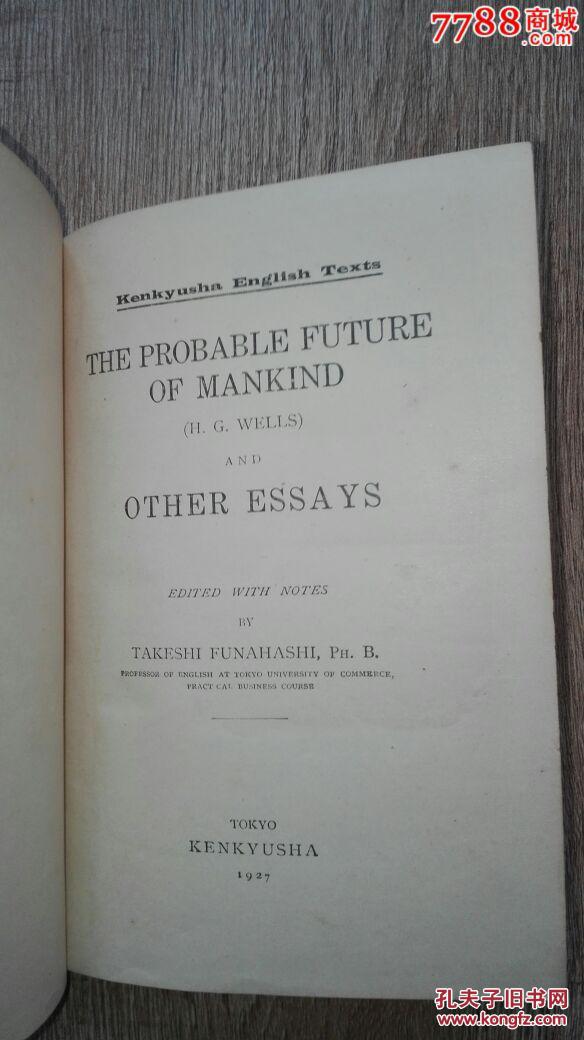 7788商城
.com
Kenkyusha English Texts
THE PROBABLE FUTURE
OF MANKIND
(H. G. WELLS)
AND
OTHER ESSAYS
EDITED WITH NOTES
BY
TAKESHI FUNAHASHI, PH. B.
PROFESSOR OF ENGLISH AT TOKYO UNIVERSITY OF COMMERCE,
PRACT CAL BUSINESS COURSE
TOKYO
KENKYUSHA
1927
孔夫子旧书网
www.kongfz.com